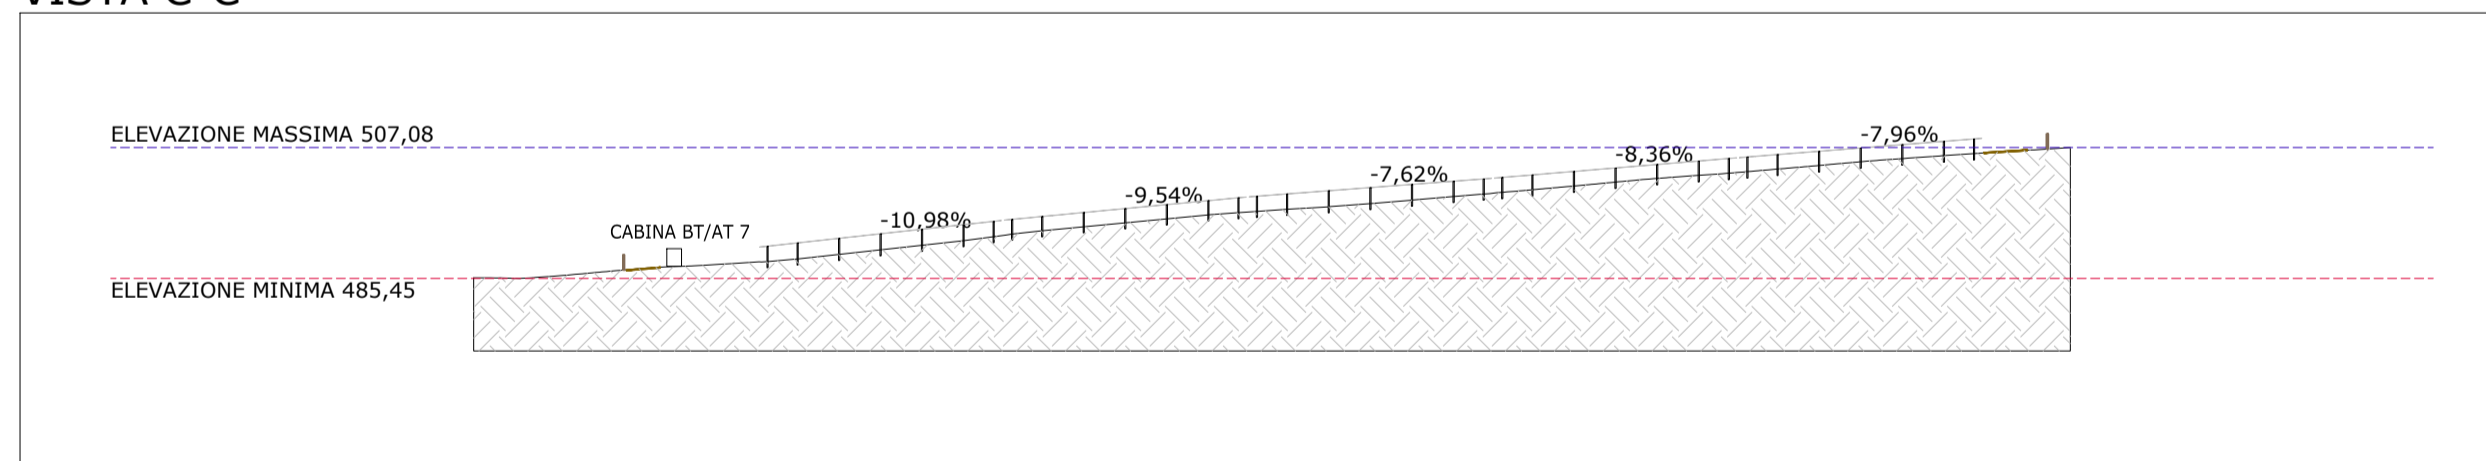 ELEVAZIONE MASSIMA 507,08
-7,96%
-8,36%
-7,62%
-9,54%
-10,98%
CABINA BT/AT 7
ELEVAZIONE MINIMA 485,45